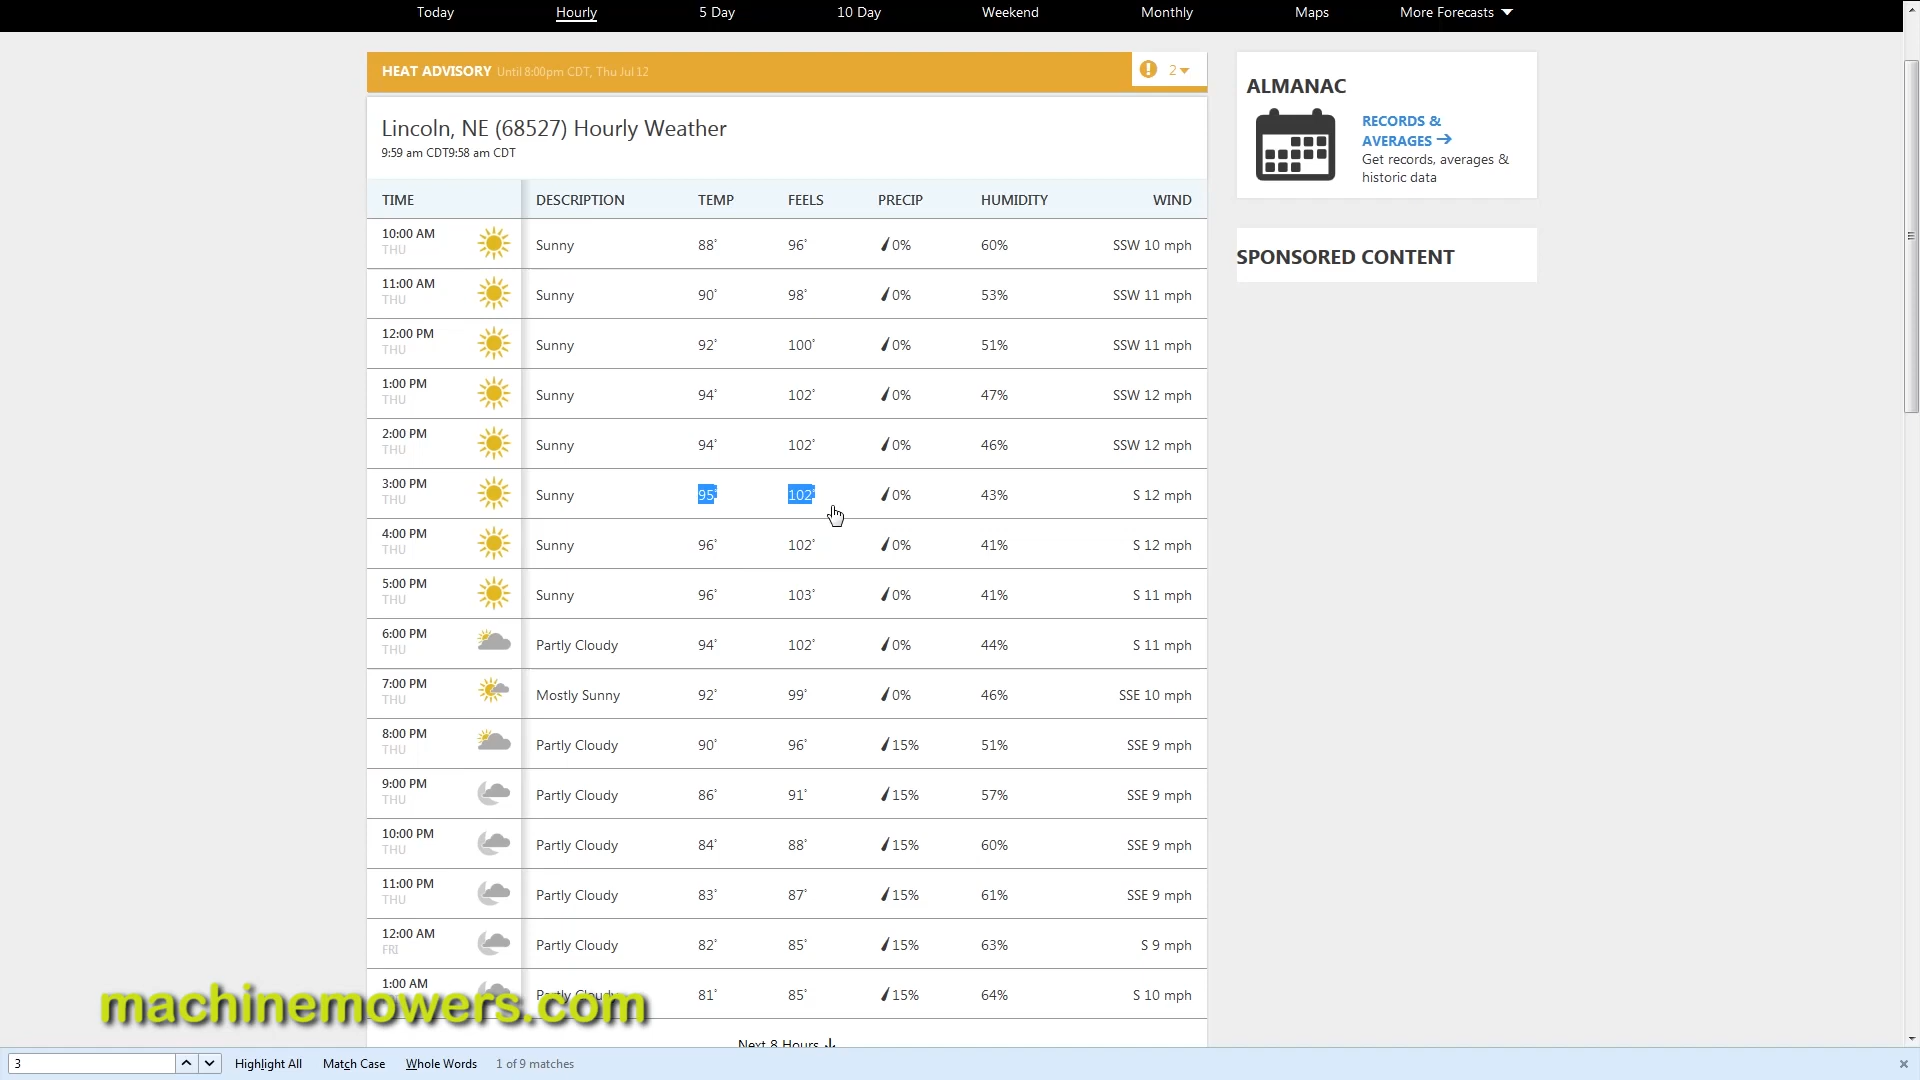 Today Hourly 5 Day 10 Day Weekend Monthly Maps More Forecasts
HEAT ADVISORY Until 8:00pm CDT, Thu Jul 12 2
Lincoln, NE (68527) Hourly Weather
9:59 am CDT9:58 am CDT
TIME DESCRIPTION TEMP FEELS PRECIP HUMIDITY WIND
10:00 AM
THU
Sunny 88° 96° 0% 60% SSW 10 mph
11:00 AM
THU
Sunny 90° 98° 0% 53% SSW 11 mph
12:00 PM
THU
Sunny 92° 100° 0% 51% SSW 11 mph
1:00 PM
THU
Sunny 94° 102° 0% 47% SSW 12 mph
2:00 PM
THU
Sunny 94° 102° 0% 46% SSW 12 mph
3:00 PM
THU
Sunny 95° 102° 0% 43% S 12 mph
4:00 PM
THU
Sunny 96° 102° 0% 41% S 12 mph
5:00 PM
THU
Sunny 96° 103° 0% 41% S 11 mph
6:00 PM
THU
Partly Cloudy 94° 102° 0% 44% S 11 mph
7:00 PM
THU
Mostly Sunny 92° 99° 0% 46% SSE 10 mph
8:00 PM
THU
Partly Cloudy 90° 96° 15% 51% SSE 9 mph
9:00 PM
THU
Partly Cloudy 86° 91° 15% 57% SSE 9 mph
10:00 PM
THU
Partly Cloudy 84° 88° 15% 60% SSE 9 mph
11:00 PM
THU
Partly Cloudy 83° 87° 15% 61% SSE 9 mph
12:00 AM
FRI
Partly Cloudy 82° 85° 15% 63% S 9 mph
1:00 AM
Partly Cloudy 81° 85° 15% 64% S 10 mph
Next 8 Hours
ALMANAC
RECORDS &
AVERAGES
Get records, averages &
historic data
SPONSORED CONTENT
machinemowers.com
3 Highlight All Match Case Whole Words 1 of 9 matches